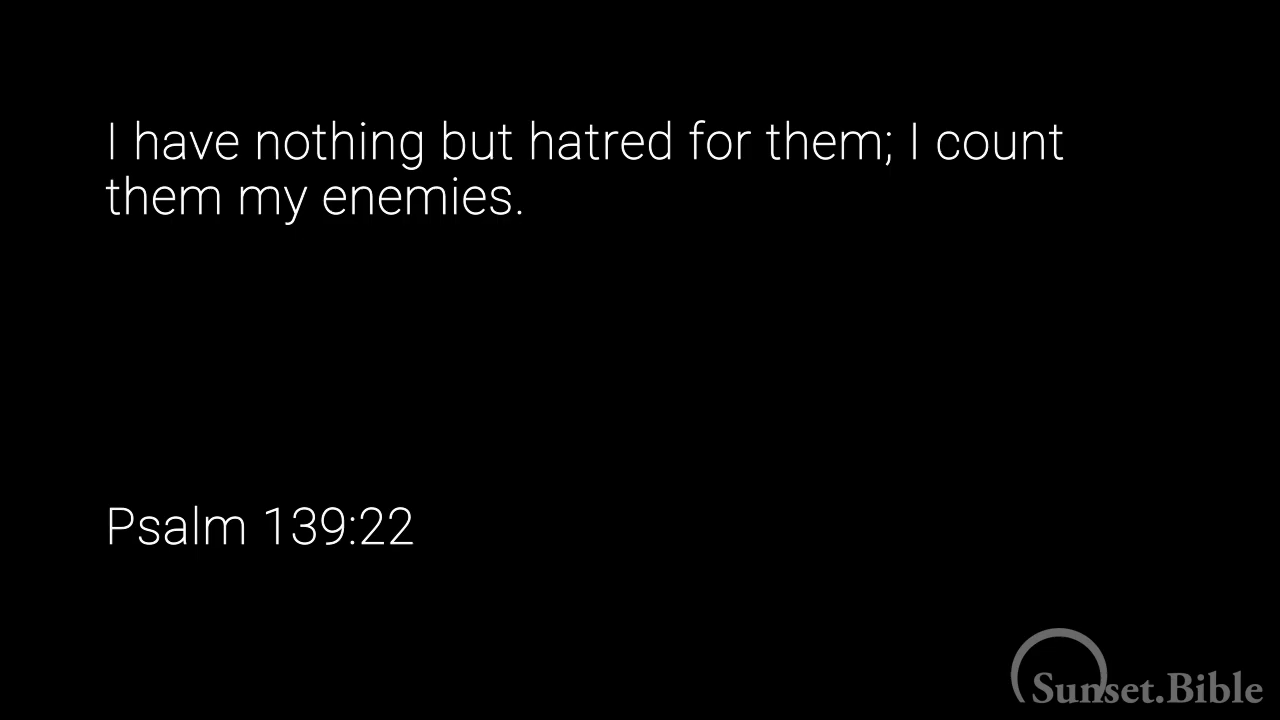 I have nothing but hatred for them; I count
them my enemies.
Psalm 139:22
Sunset.Bible